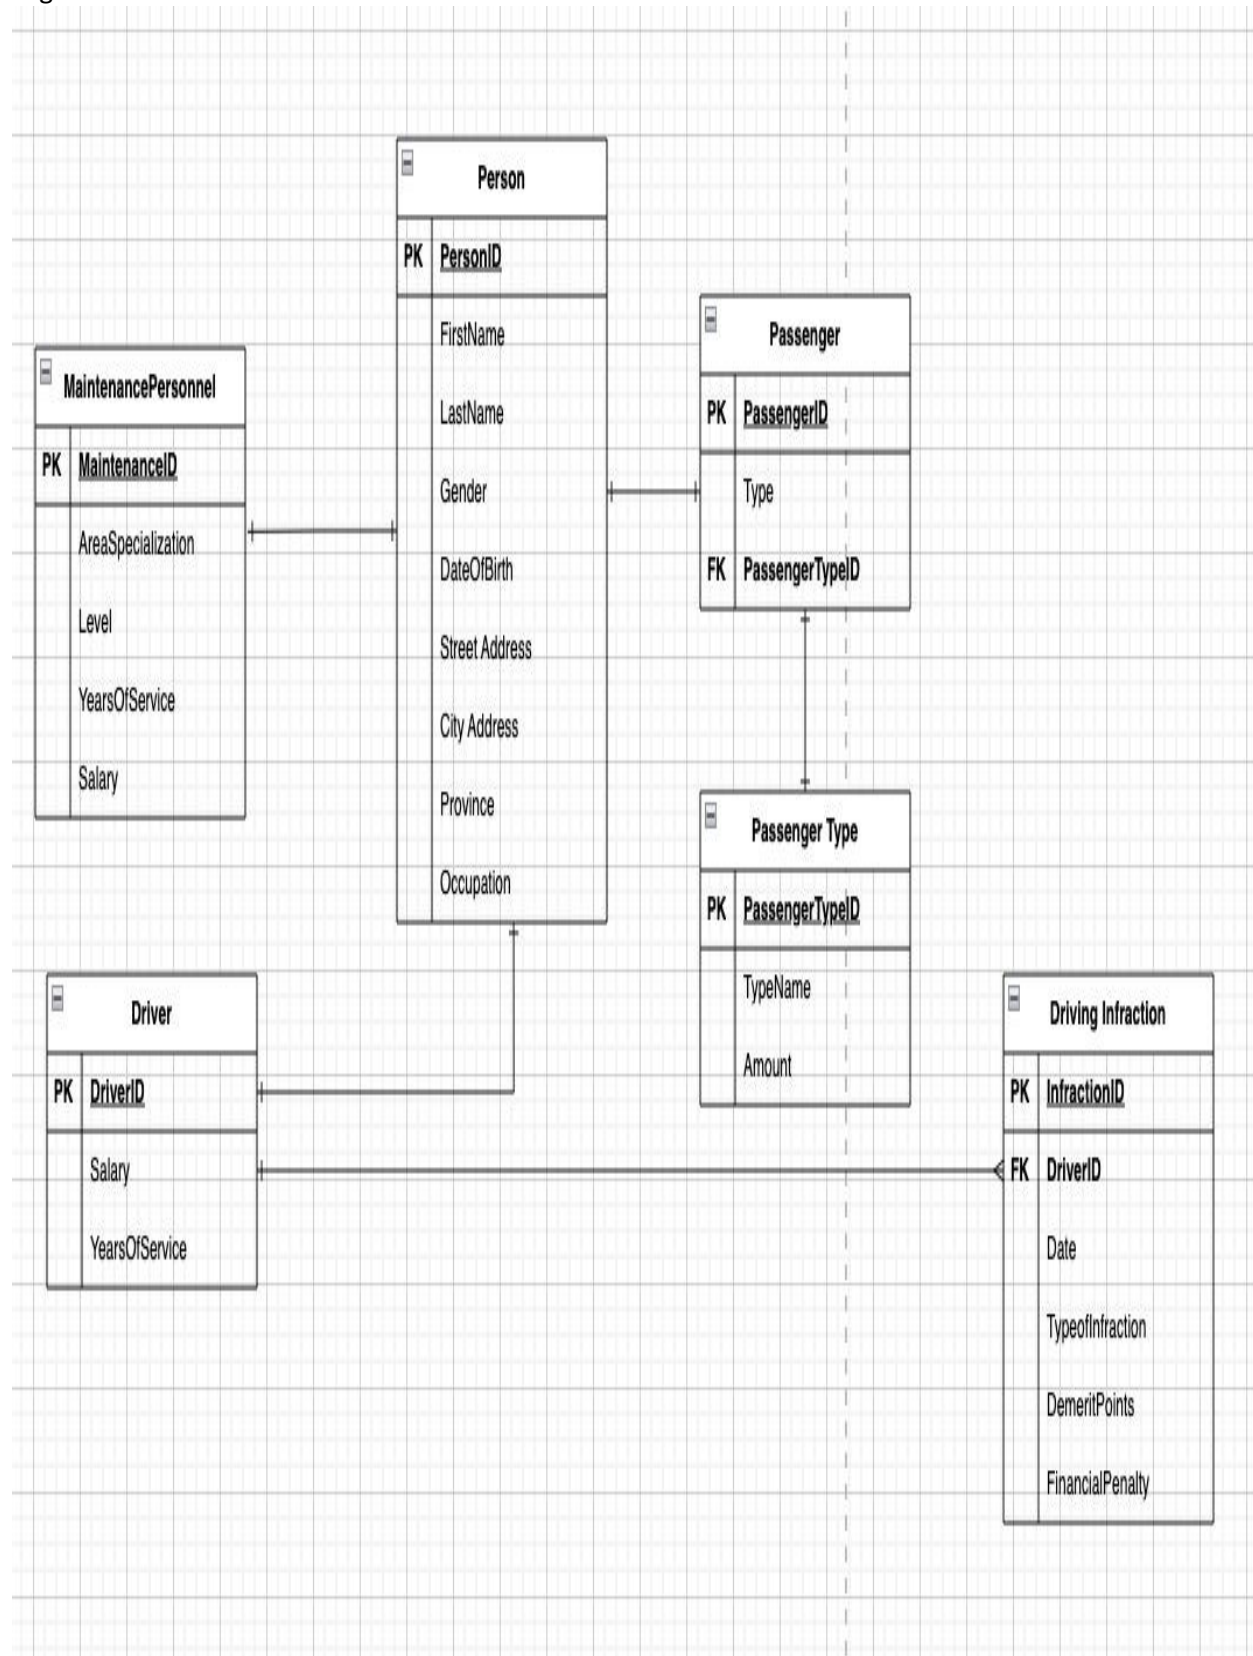 Person
PK PersonID
FirstName
LastName
Gender
DateOfBirth
Street Address
City Address
Province
Occupation
MaintenancePersonnel
PK MaintenanceID
AreaSpecialization
Level
YearsOfService
Salary
Passenger
PK PassengerID
Type
FK PassengerTypeID
Passenger Type
PK PassengerTypeID
TypeName
Amount
Driver
PK DriverID
Salary
YearsOfService
Driving Infraction
PK InfractionID
FK DriverID
Date
TypeofInfraction
DemeritPoints
FinancialPenalty